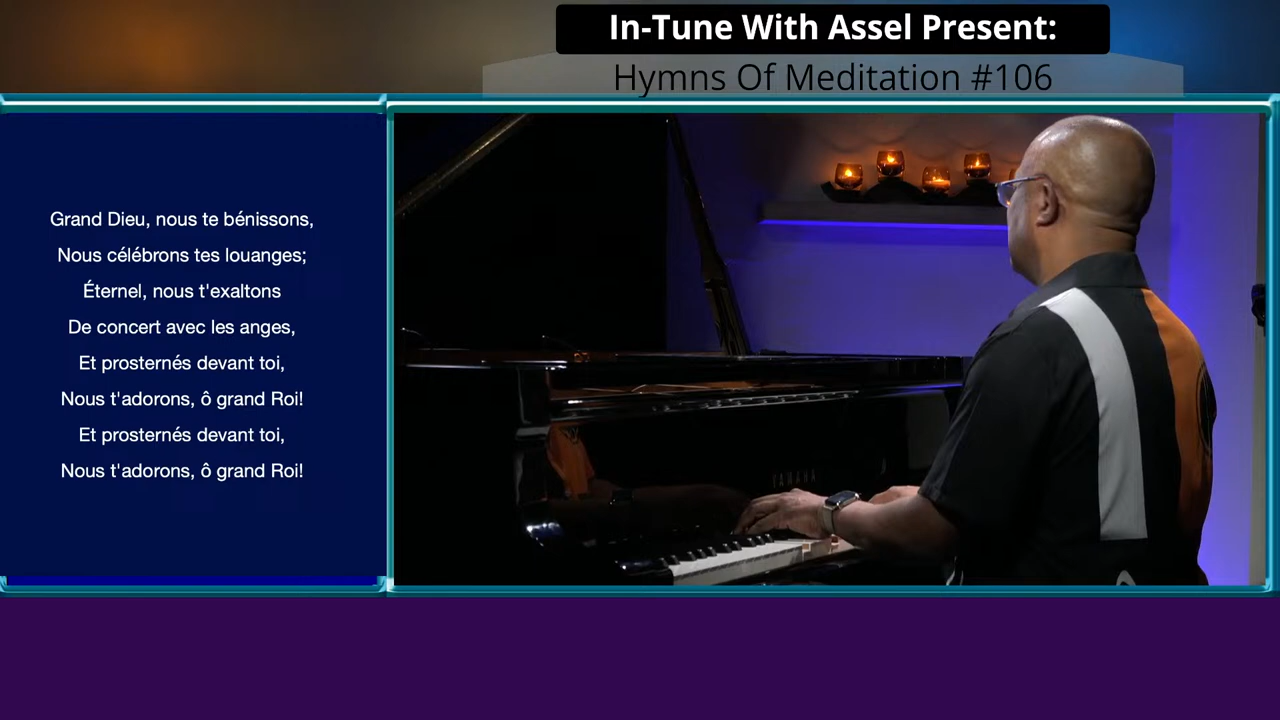 In-Tune With Assel Present:
Hymns Of Meditation #106
Grand Dieu, nous te bénissons,
Nous célébrons tes louanges;
Éternel, nous t'exaltons
De concert avec les anges,
Et prosternés devant toi,
Nous t'adorons, ô grand Roi!
Et prosternés devant toi,
Nous t'adorons, ô grand Roi!
YAMAHA